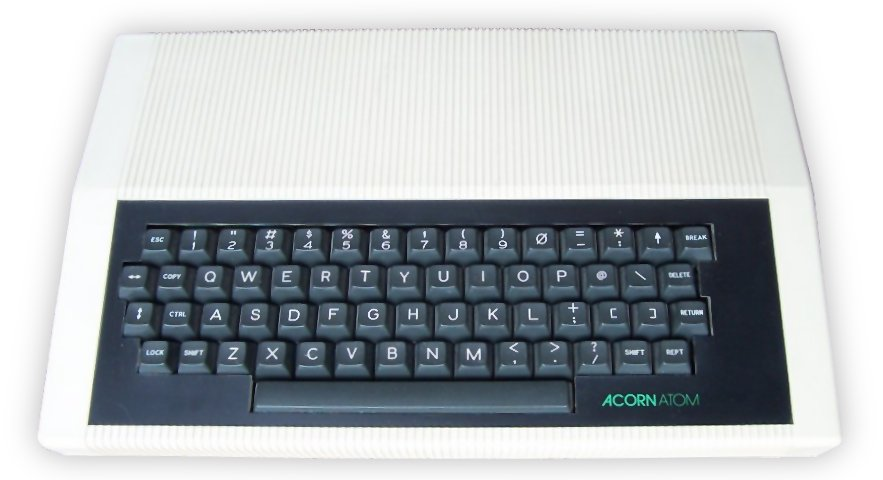 ESC ! 1 " 2 # 3 $ 4 % 5 & 6 ' 7 ( 8 ) 9 Ø = - * : ↑ BREAK
↔ COPY Q W E R T Y U I O P @ \ DELETE
↕ CTRL A S D F G H J K L + ; [ ] RETURN
LOCK SHIFT Z X C V B N M < , > . ? / SHIFT REPT
ACORN ATOM